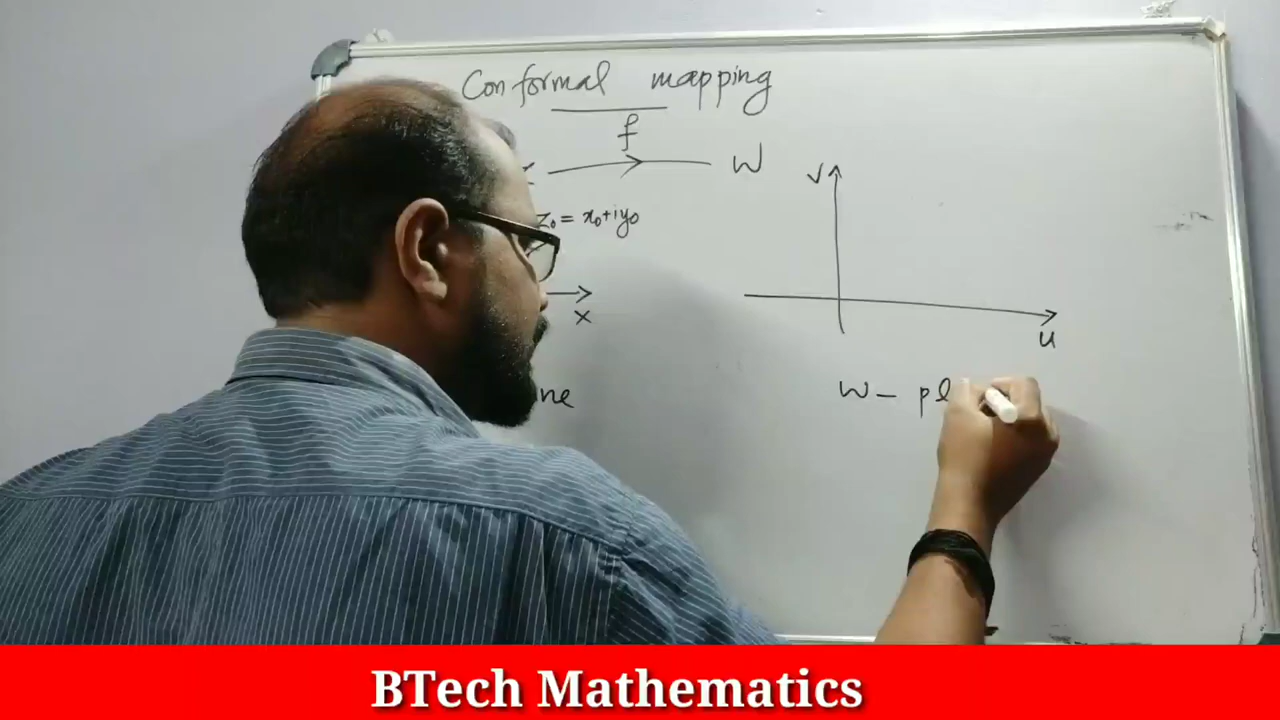 Conformal mapping
f
W
V
z₀ = x₀+iy₀
x
u
ne
W- pl
BTech Mathematics